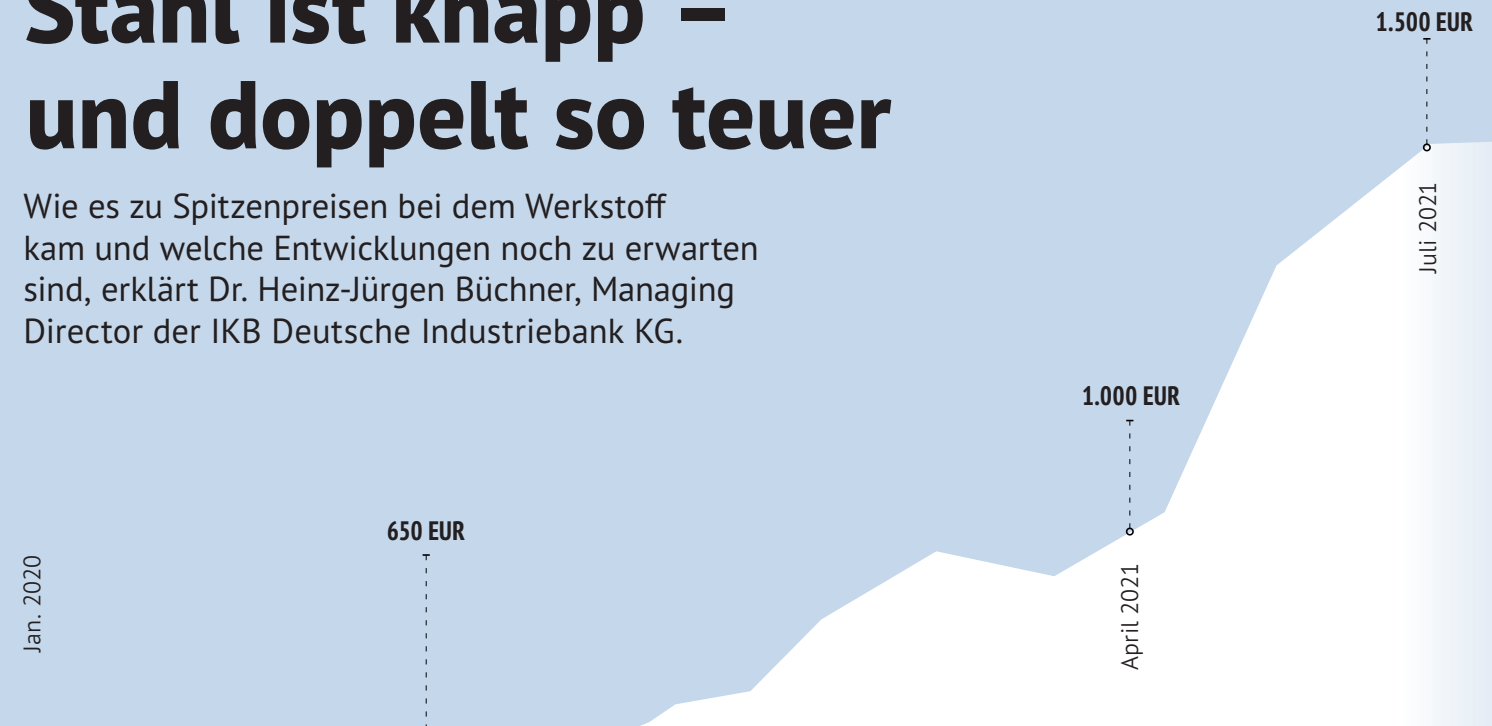 Stahl ist knapp –
und doppelt so teuer
Wie es zu Spitzenpreisen bei dem Werkstoff
kam und welche Entwicklungen noch zu erwarten
sind, erklärt Dr. Heinz-Jürgen Büchner, Managing
Director der IKB Deutsche Industriebank KG.
1.500 EUR
Juli 2021
1.000 EUR
April 2021
650 EUR
Jan. 2020